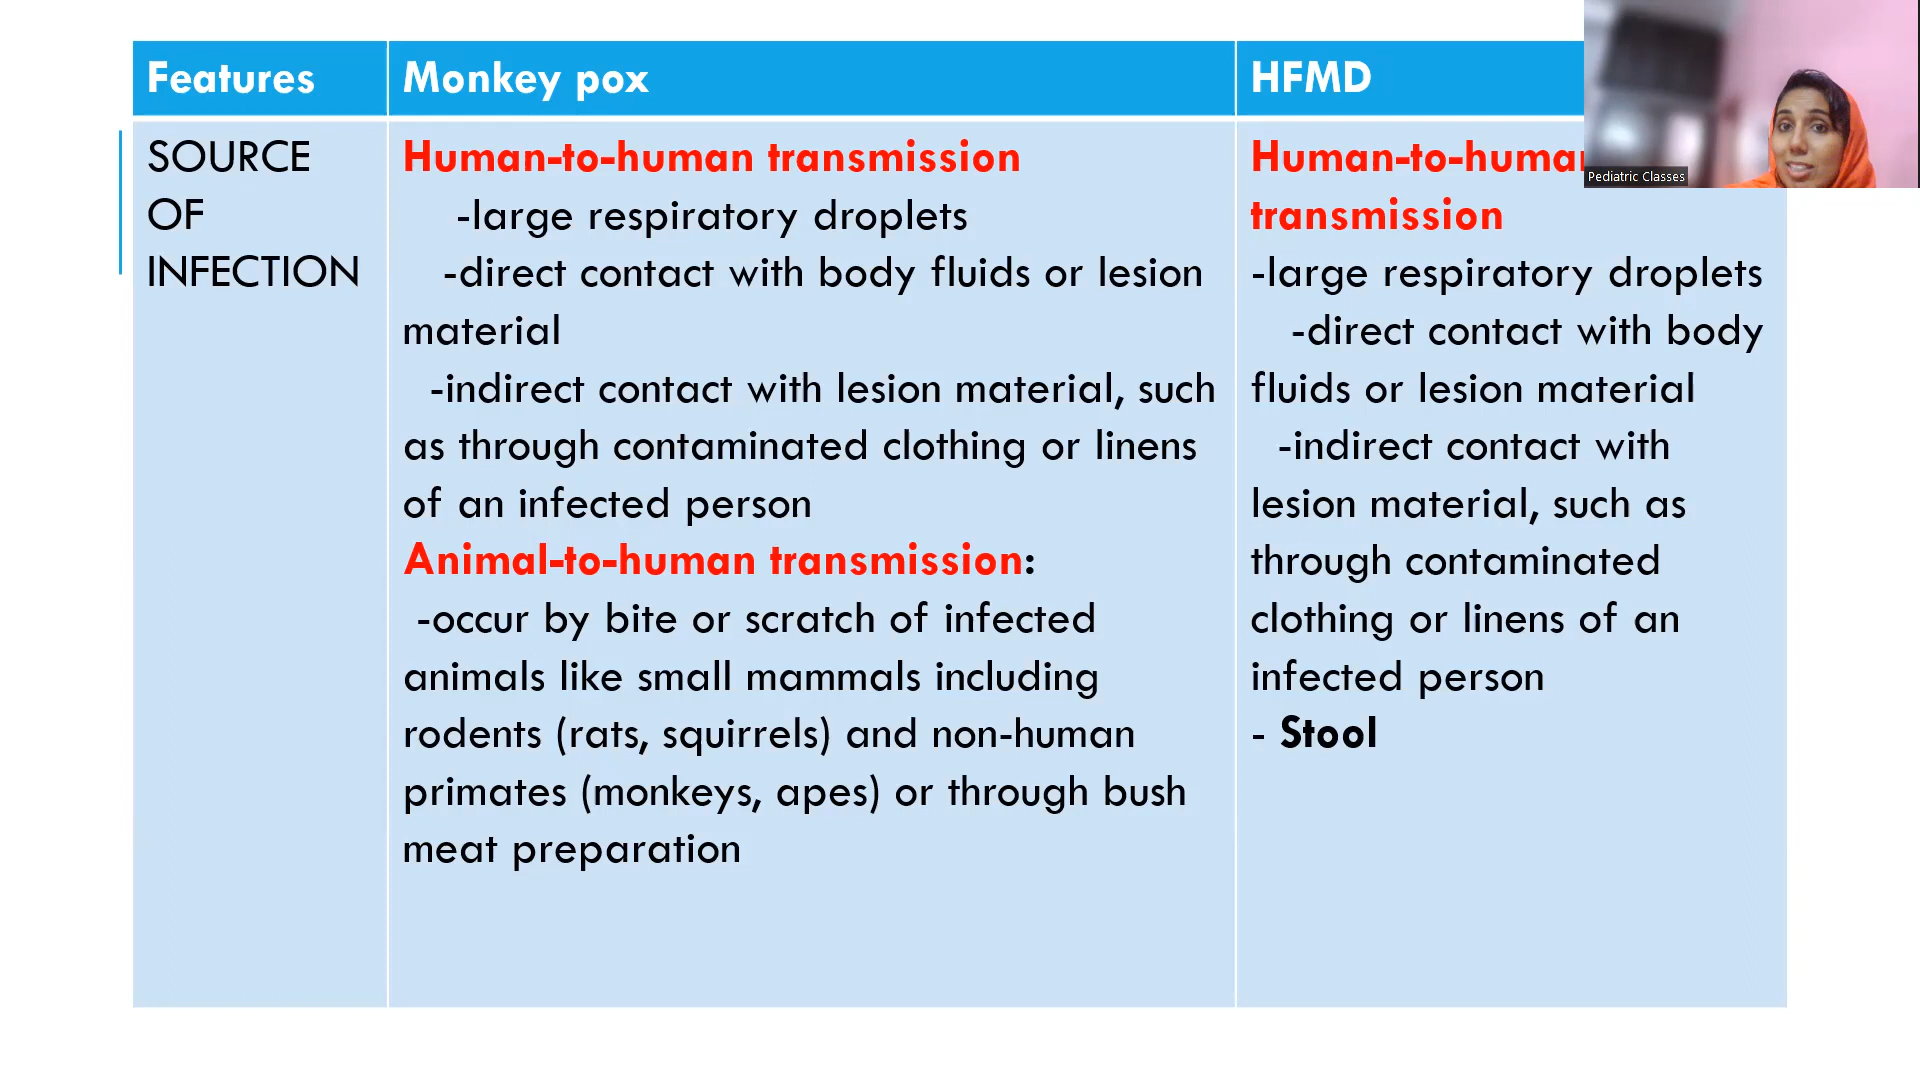 Features
Monkey pox
HFMD
SOURCE
OF
INFECTION
Human-to-human transmission
-large respiratory droplets
-direct contact with body fluids or lesion
material
-indirect contact with lesion material, such
as through contaminated clothing or linens
of an infected person
Animal-to-human transmission:
-occur by bite or scratch of infected
animals like small mammals including
rodents (rats, squirrels) and non-human
primates (monkeys, apes) or through bush
meat preparation
Human-to-human
transmission
-large respiratory droplets
-direct contact with body
fluids or lesion material
-indirect contact with
lesion material, such as
through contaminated
clothing or linens of an
infected person
- Stool
Pediatric Classes